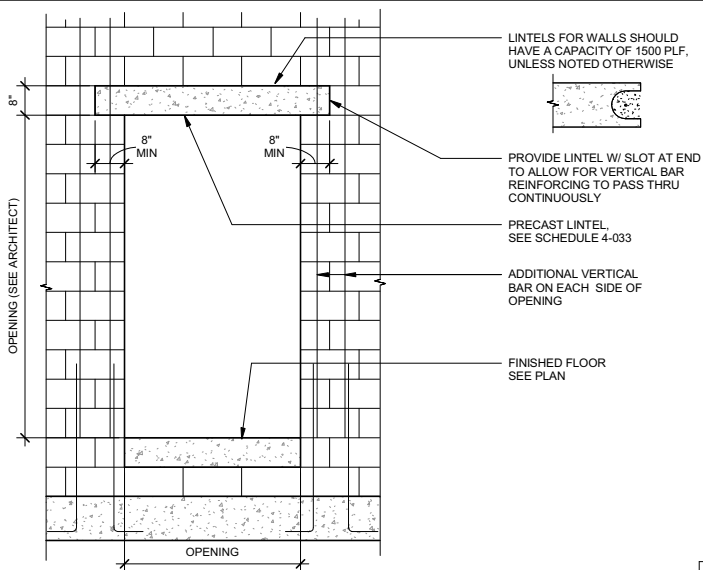 LINTELS FOR WALLS SHOULD
HAVE A CAPACITY OF 1500 PLF,
UNLESS NOTED OTHERWISE
8"
8"
MIN
8"
MIN
PROVIDE LINTEL W/ SLOT AT END
TO ALLOW FOR VERTICAL BAR
REINFORCING TO PASS THRU
CONTINUOUSLY
PRECAST LINTEL,
SEE SCHEDULE 4-033
OPENING (SEE ARCHITECT)
ADDITIONAL VERTICAL
BAR ON EACH SIDE OF
OPENING
FINISHED FLOOR
SEE PLAN
OPENING